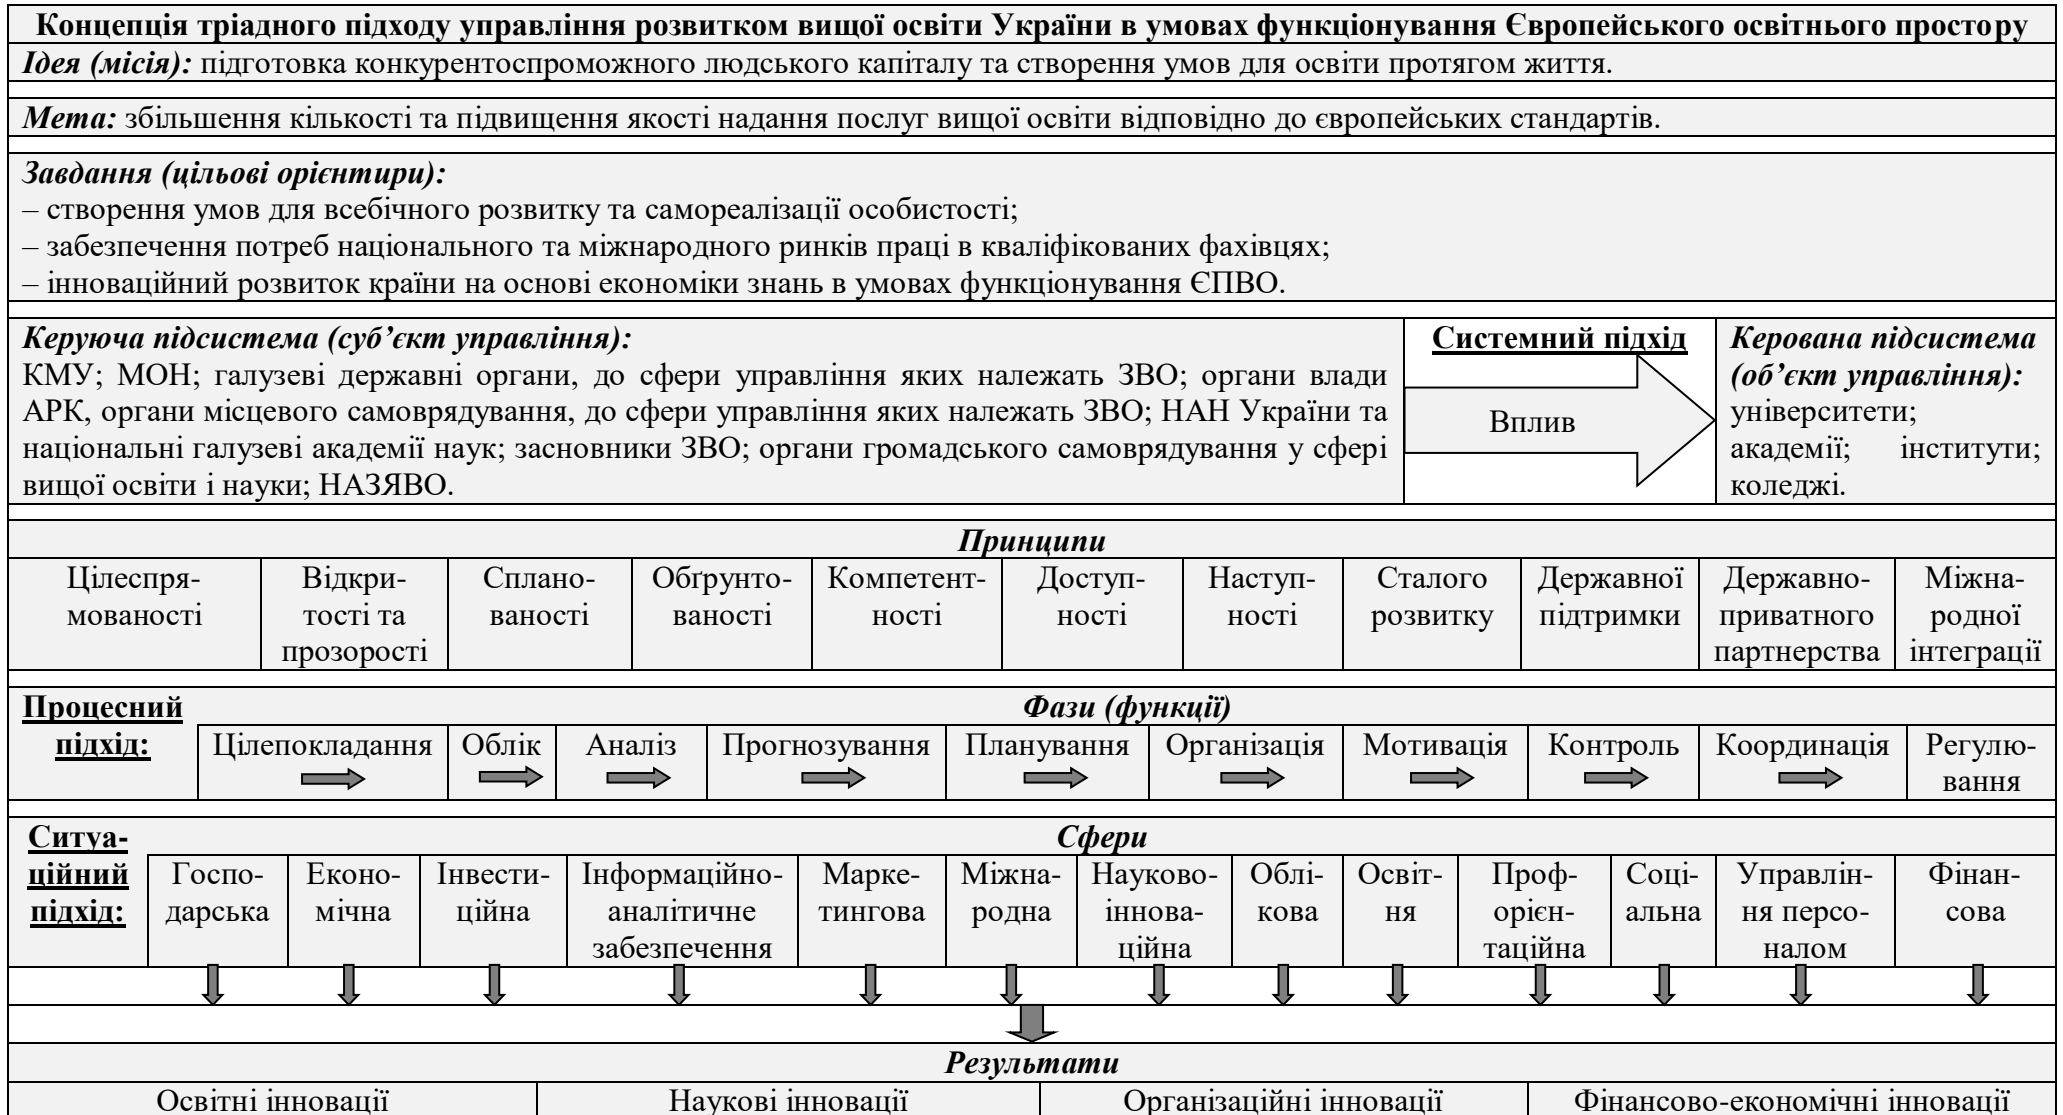 Концепція тріадного підходу управління розвитком вищої освіти України в умовах функціонування Європейського освітнього простору
Ідея (місія): підготовка конкурентоспроможного людського капіталу та створення умов для освіти протягом життя.
Мета: збільшення кількості та підвищення якості надання послуг вищої освіти відповідно до європейських стандартів.
Завдання (цільові орієнтири):
– створення умов для всебічного розвитку та самореалізації особистості;
– забезпечення потреб національного та міжнародного ринків праці в кваліфікованих фахівцях;
– інноваційний розвиток країни на основі економіки знань в умовах функціонування ЄПВО.
Керуюча підсистема (суб’єкт управління):
КМУ; МОН; галузеві державні органи, до сфери управління яких належать ЗВО; органи влади
АРК, органи місцевого самоврядування, до сфери управління яких належать ЗВО; НАН України та
національні галузеві академії наук; засновники ЗВО; органи громадського самоврядування у сфері
вищої освіти і науки; НАЗЯВО.
Системний підхід
Вплив
Керована підсистема
(об’єкт управління):
університети;
академії; інститути;
коледжі.
Принципи
Цілеспря-
мованості
Відкри-
тості та
прозорості
Сплано-
ваності
Обґрунто-
ваності
Компетент-
ності
Доступ-
ності
Наступ-
ності
Сталого
розвитку
Державної
підтримки
Державно-
приватного
партнерства
Міжна-
родної
інтеграції
Процесний
підхід:
Фази (функції)
Цілепокладання
Облік
Аналіз
Прогнозування
Планування
Організація
Мотивація
Контроль
Координація
Регулю-
вання
Ситуа-
ційний
підхід:
Сфери
Госпо-
дарська
Еконо-
мічна
Інвести-
ційна
Інформаційно-
аналітичне
забезпечення
Марке-
тингова
Міжна-
родна
Науково-
іннова-
ційна
Облі-
кова
Освіт-
ня
Проф-
орієн-
таційна
Соці-
альна
Управлін-
ня персо-
налом
Фінан-
сова
Результати
Освітні інновації
Наукові інновації
Організаційні інновації
Фінансово-економічні інновації